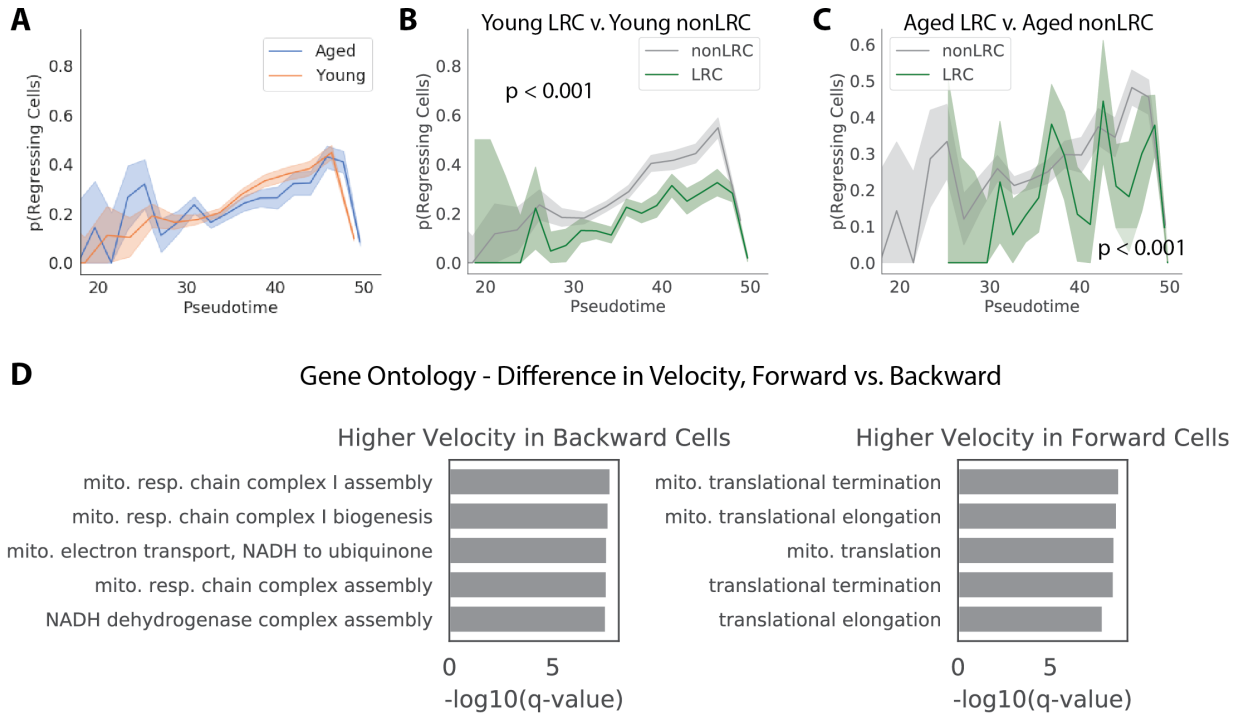 A
Aged
Young
p(Regressing Cells)
0.8
0.6
0.4
0.2
0.0
20
30
40
50
Pseudotime
B
Young LRC v. Young nonLRC
nonLRC
LRC
p < 0.001
p(Regressing Cells)
0.8
0.6
0.4
0.2
0.0
20
30
40
50
Pseudotime
C
Aged LRC v. Aged nonLRC
nonLRC
LRC
p(Regressing Cells)
0.6
0.5
0.4
0.3
0.2
0.1
0.0
p < 0.001
20
30
40
50
Pseudotime
D
Gene Ontology - Difference in Velocity, Forward vs. Backward
Higher Velocity in Backward Cells
mito. resp. chain complex I assembly
mito. resp. chain complex I biogenesis
mito. electron transport, NADH to ubiquinone
mito. resp. chain complex assembly
NADH dehydrogenase complex assembly
0
5
-log10(q-value)
Higher Velocity in Forward Cells
mito. translational termination
mito. translational elongation
mito. translation
translational termination
translational elongation
0
5
-log10(q-value)